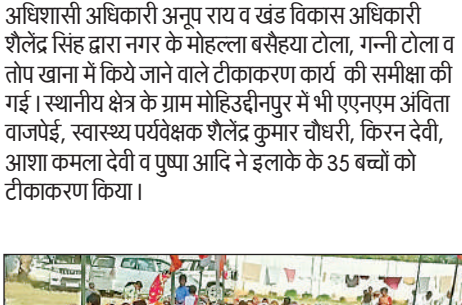 अधिशासी अधिकारी अनूप राय व खंड विकास अधिकारी
शैलेंद्र सिंह द्वारा नगर के मोहल्ला बसैहया टोला, गन्नी टोला व
तोप खाना में किये जाने वाले टीकाकरण कार्य की समीक्षा की
गई । स्थानीय क्षेत्र के ग्राम मोहिउद्दीनपुर में भी एएनएम अंविता
वाजपेई, स्वास्थ्य पर्यवेक्षक शैलेंद्र कुमार चौधरी, किरन देवी,
आशा कमला देवी व पुष्पा आदि ने इलाके के 35 बच्चों को
टीकाकरण किया ।